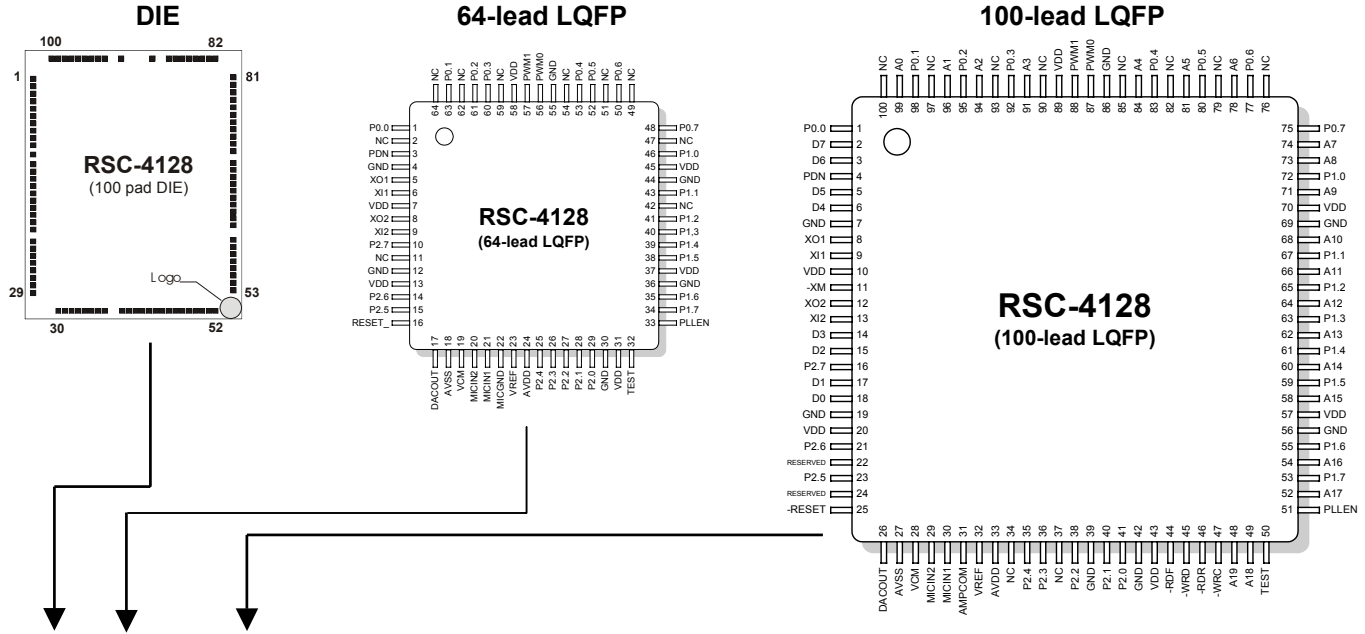 DIE
64-lead LQFP
100-lead LQFP
100
82
1
81
RSC-4128
(100 pad DIE)
Logo
29
53
30
52
NC
P0.1
NC
P0.2
P0.3
NC
VDD
PWM1
PWM0
GND
NC
P0.4
P0.5
NC
P0.6
NC
64
63
62
61
60
59
58
57
56
55
54
53
52
51
50
49
P0.0 1
NC 2
PDN 3
GND 4
XO1 5
XI1 6
VDD 7
XO2 8
XI2 9
P2.7 10
NC 11
GND 12
VDD 13
P2.6 14
P2.5 15
RESET_ 16
RSC-4128
(64-lead LQFP)
48 P0.7
47 NC
46 P1.0
45 VDD
44 GND
43 P1.1
42 NC
41 P1.2
40 P1,3
39 P1.4
38 P1.5
37 VDD
36 GND
35 P1.6
34 P1.7
33 PLLEN
17
18
19
20
21
22
23
24
25
26
27
28
29
30
31
32
DACOUT
AVSS
VCM
MICIN2
MICIN1
MICGND
VREF
AVDD
P2.4
P2.3
P2.2
P2.1
P2.0
GND
VDD
TEST
NC
A0
P0.1
NC
A1
P0.2
A2
NC
P0.3
A3
NC
VDD
PWM1
PWM0
GND
NC
A4
P0.4
NC
A5
P0.5
NC
A6
P0.6
NC
100
99
98
97
96
95
94
93
92
91
90
89
88
87
86
85
84
83
82
81
80
79
78
77
76
P0.0 1
D7 2
D6 3
PDN 4
D5 5
D4 6
GND 7
XO1 8
XI1 9
VDD 10
-XM 11
XO2 12
XI2 13
D3 14
D2 15
P2.7 16
D1 17
D0 18
GND 19
VDD 20
P2.6 21
RESERVED 22
P2.5 23
RESERVED 24
-RESET 25
RSC-4128
(100-lead LQFP)
75 P0.7
74 A7
73 A8
72 P1.0
71 A9
70 VDD
69 GND
68 A10
67 P1.1
66 A11
65 P1.2
64 A12
63 P1.3
62 A13
61 P1.4
60 A14
59 P1.5
58 A15
57 VDD
56 GND
55 P1.6
54 A16
53 P1.7
52 A17
51 PLLEN
26
27
28
29
30
31
32
33
34
35
36
37
38
39
40
41
42
43
44
45
46
47
48
49
50
DACOUT
AVSS
VCM
MICIN2
MICIN1
AMPCOM
VREF
AVDD
NC
P2.4
P2.3
NC
P2.2
GND
P2.1
P2.0
GND
VDD
-RDF
-WRD
-RDR
-WRC
A19
A18
TEST